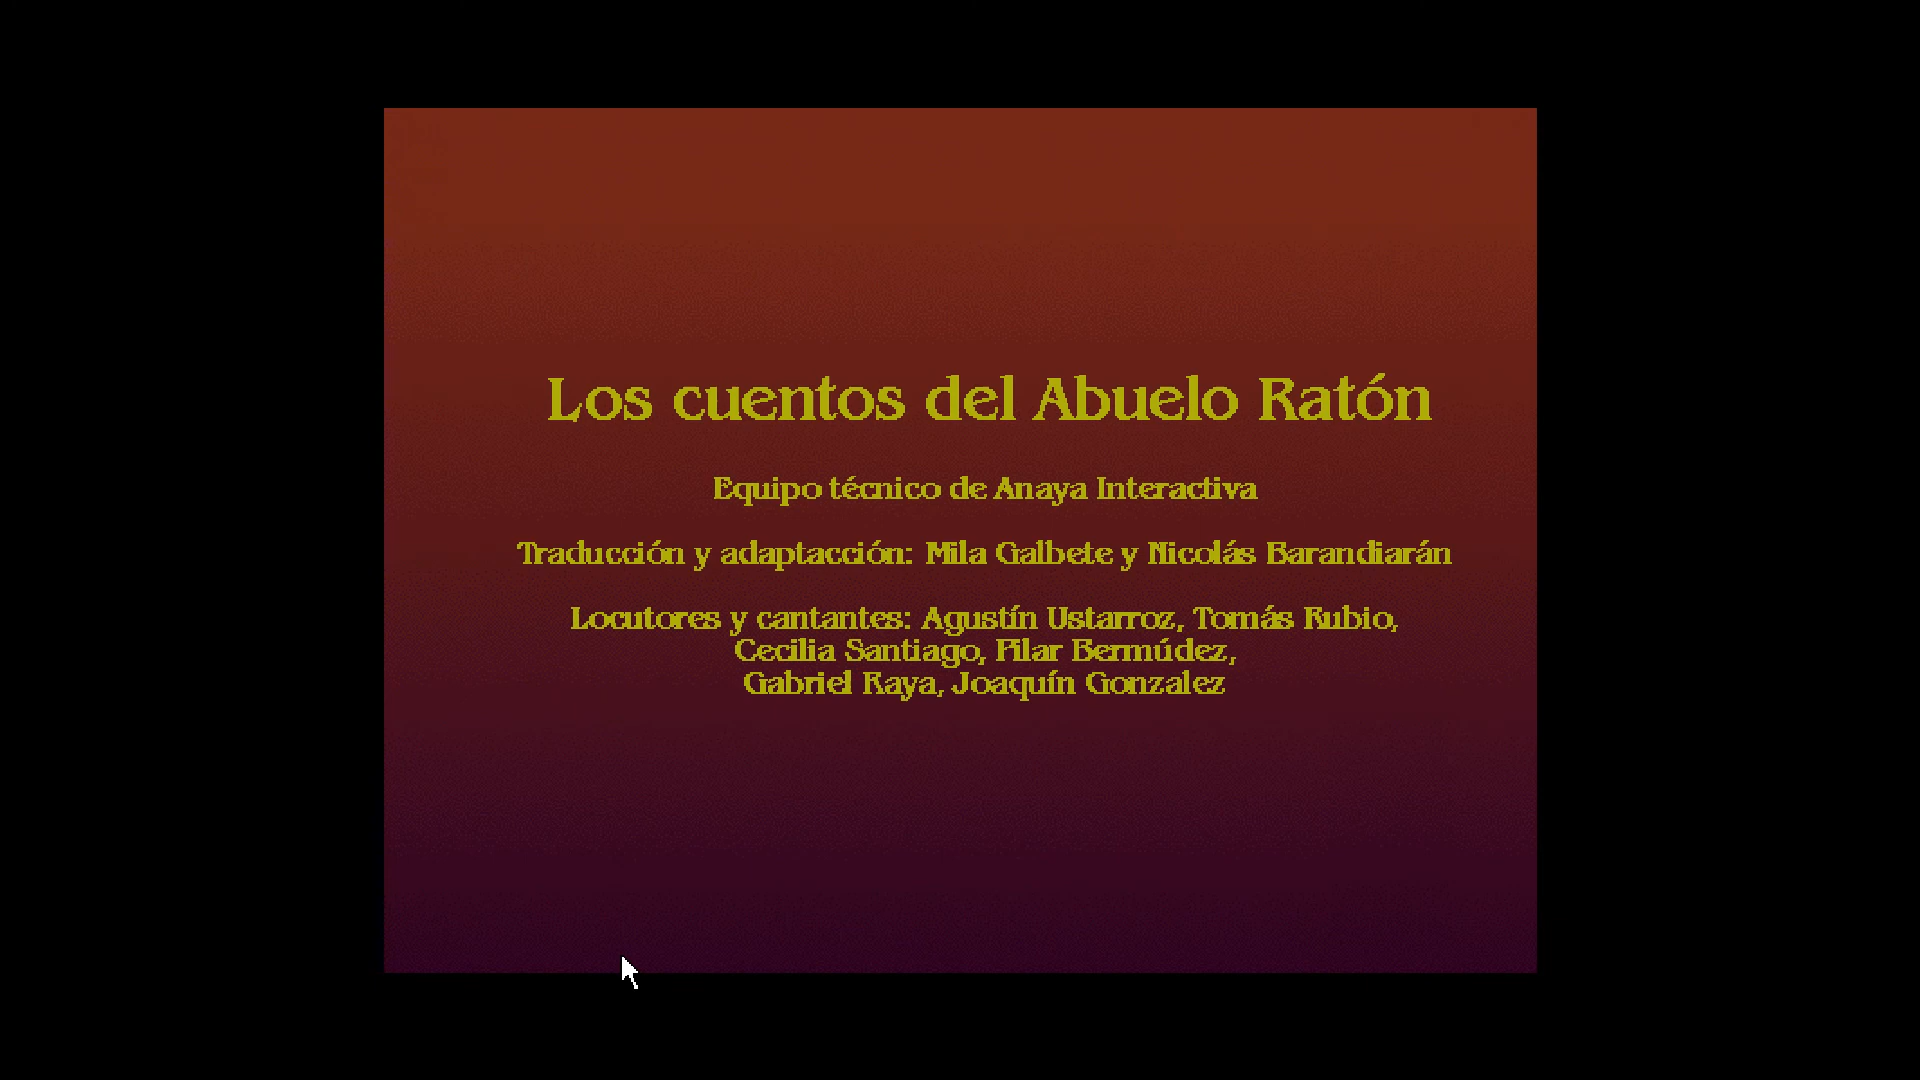 Los cuentos del Abuelo Ratón
Equipo técnico de Anaya Interactiva
Traducción y adaptacción: Mila Galbete y Nicolás Barandiarán
Locutores y cantantes: Agustín Ustarroz, Tomás Rubio,
Cecilia Santiago, Pilar Bermúdez,
Gabriel Raya, Joaquín Gonzalez